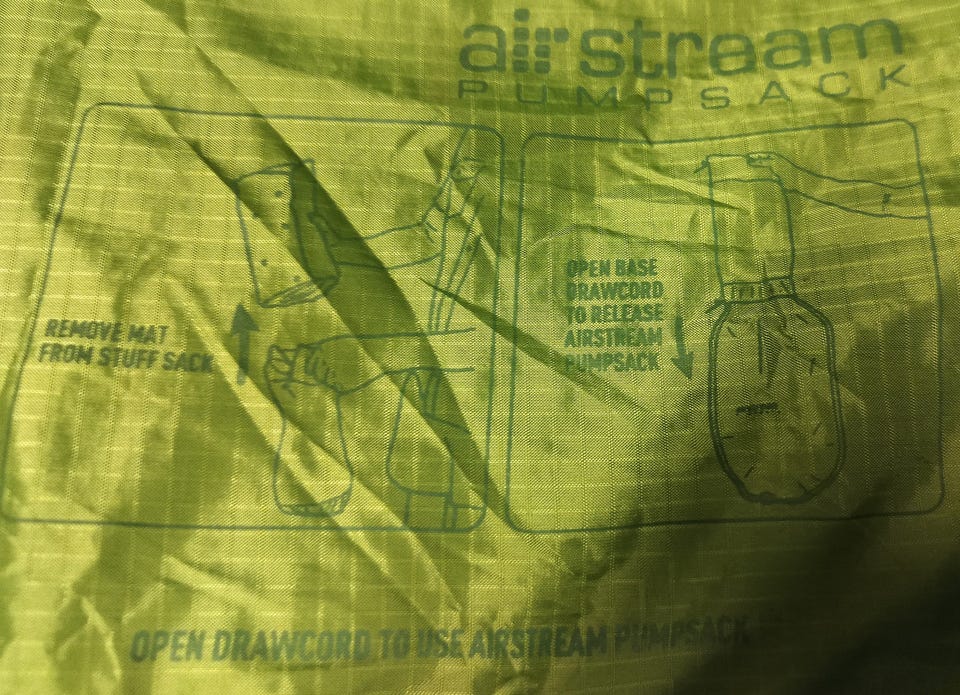 airstream
PUMPSACK
REMOVE MAT
FROM STUFF SACK
OPEN BASE
DRAWCORD
TO RELEASE
AIRSTREAM
PUMPSACK
OPEN DRAWCORD TO USE AIRSTREAM PUMPSACK